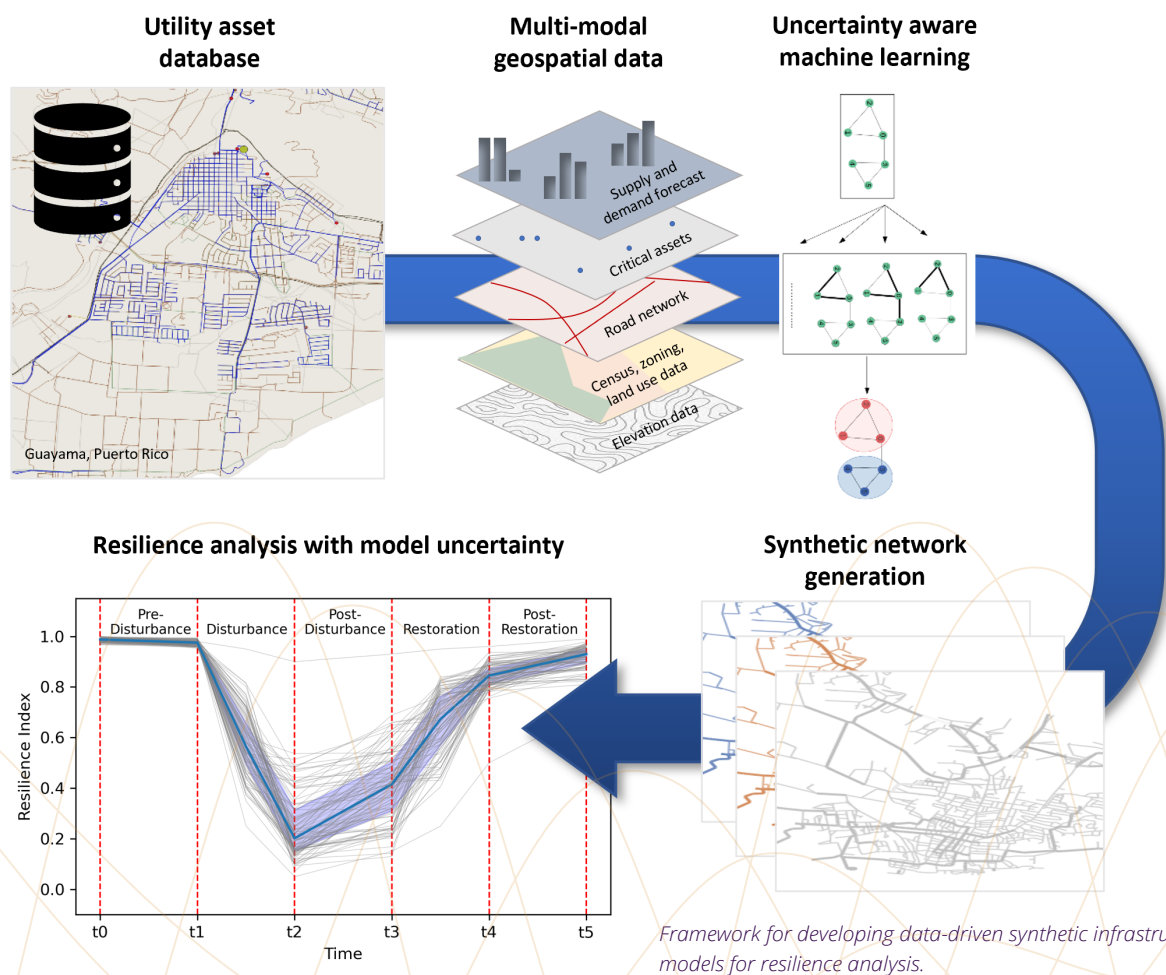 Utility asset
database
Multi-modal
geospatial data
Uncertainty aware
machine learning
Guayama, Puerto Rico
Supply and
demand forecast
Critical assets
Road network
Census, zoning,
land use data
Elevation data
Resilience analysis with model uncertainty
Synthetic network
generation
Pre-
Disturbance
Disturbance
Post-
Disturbance
Restoration
Post-
Restoration
1.0
0.8
0.6
0.4
0.2
0.0
Resilience Index
t0
t1
t2
t3
t4
t5
Time
Framework for developing data-driven synthetic infrastru
models for resilience analysis.